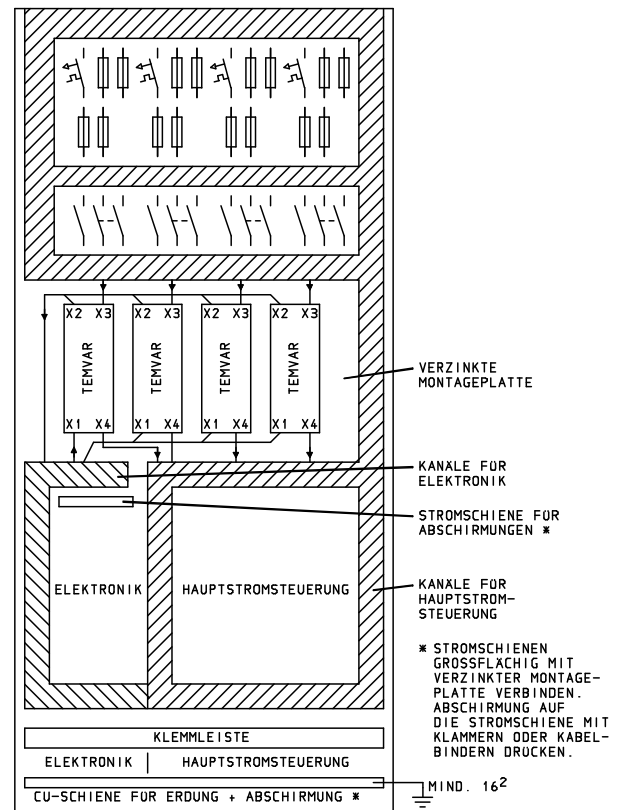 X2 X3 X2 X3 X2 X3 X2 X3
TEMVAR TEMVAR TEMVAR TEMVAR
X1 X4 X1 X4 X1 X4 X1 X4
VERZINKTE
MONTAGEPLATTE
KANÄLE FÜR
ELEKTRONIK
STROMSCHIENE FÜR
ABSCHIRMUNGEN *
ELEKTRONIK
HAUPTSTROMSTEUERUNG
KANÄLE FÜR
HAUPTSTROM-
STEUERUNG
* STROMSCHIENEN
GROSSFLÄCHIG MIT
VERZINKTER MONTAGE-
PLATTE VERBINDEN.
ABSCHIRMUNG AUF
DIE STROMSCHIENE MIT
KLAMMERN ODER KABEL-
BINDERN DRÜCKEN.
KLEMMLEISTE
ELEKTRONIK HAUPTSTROMSTEUERUNG
CU-SCHIENE FÜR ERDUNG + ABSCHIRMUNG *
MIND. 16²